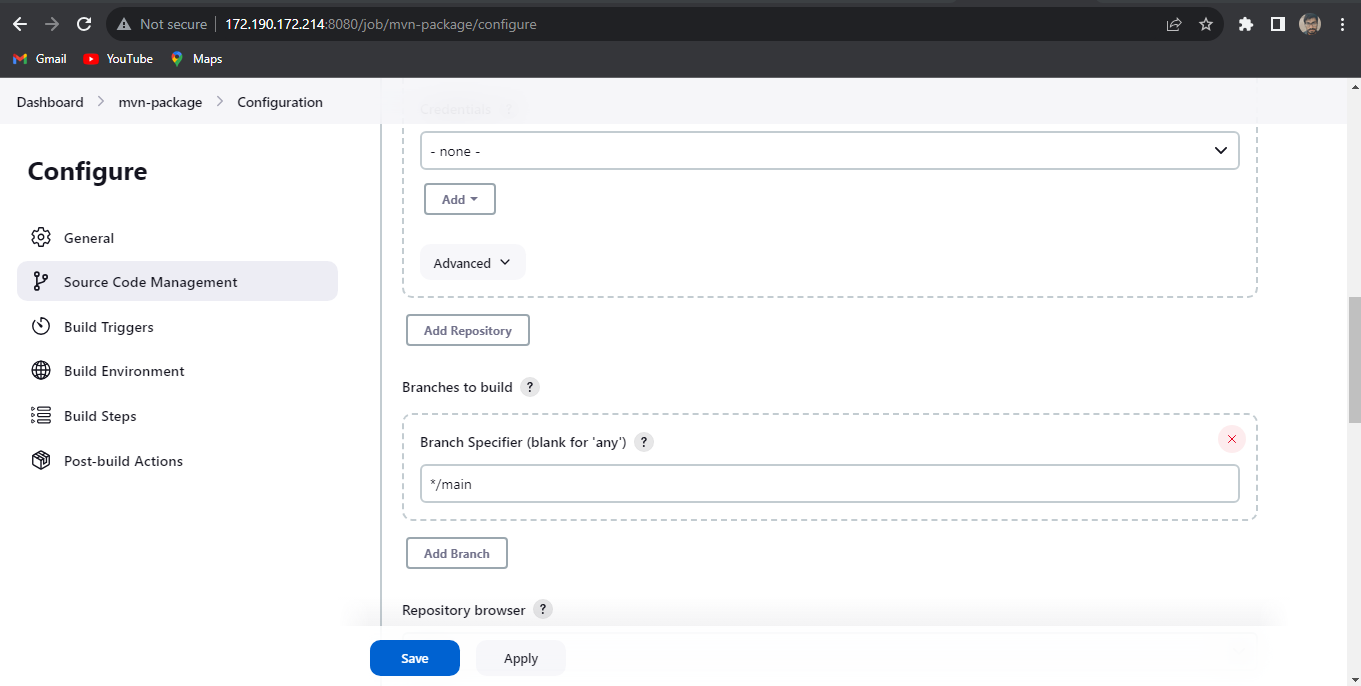 Not secure 172.190.172.214:8080/job/mvn-package/configure
Gmail YouTube Maps
Dashboard mvn-package Configuration
Configure
General
Source Code Management
Build Triggers
Build Environment
Build Steps
Post-build Actions
Credentials ?
- none -
Add
Advanced
Add Repository
Branches to build ?
Branch Specifier (blank for 'any') ?
*/main
Add Branch
Repository browser ?
Save Apply